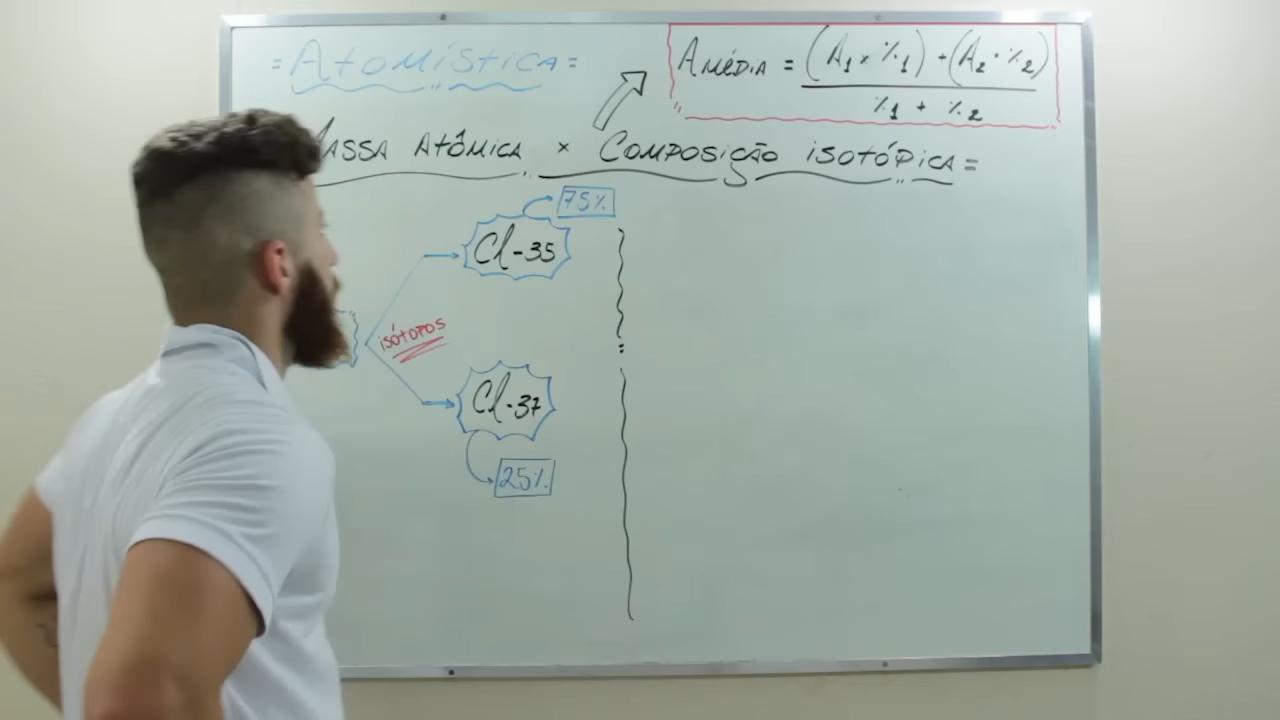 = Atomística =
Amédia = (A1 x %1) + (A2 · %2)
%1 + %2
assa Atômica x Composição isotópica =
75%
Cl-35
isótopos
Cl-37
25%